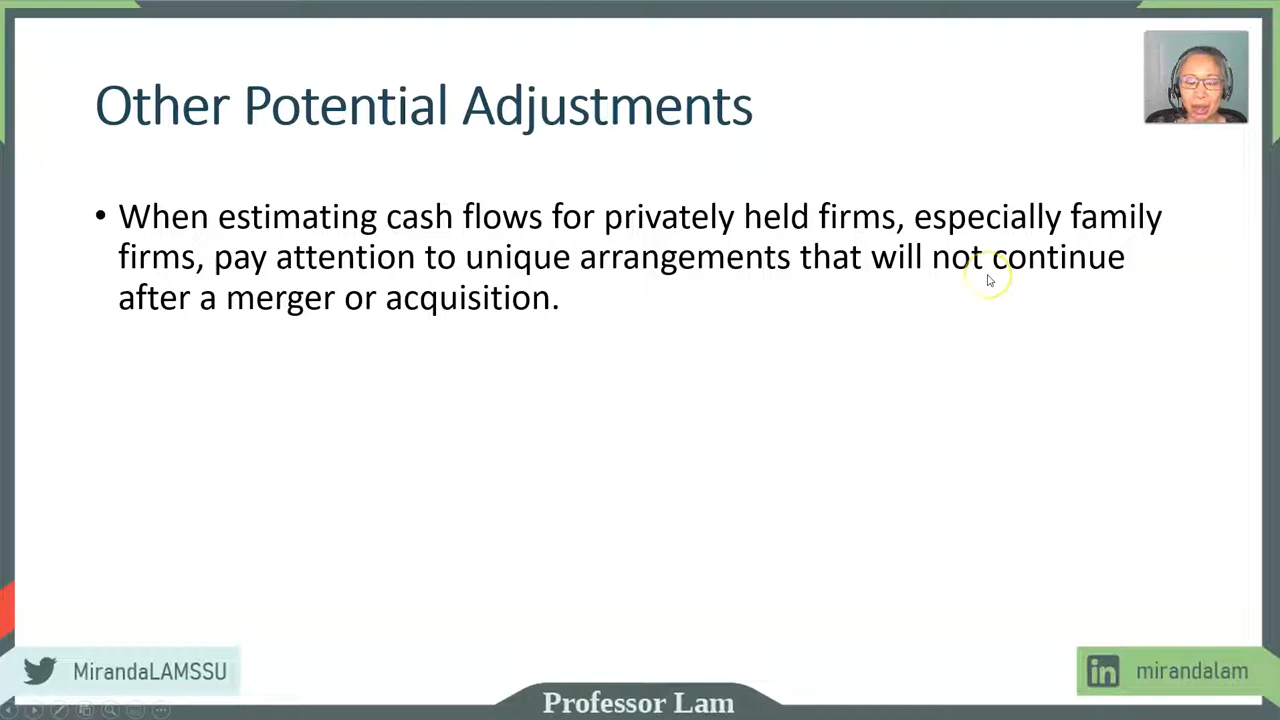 Other Potential Adjustments
• When estimating cash flows for privately held firms, especially family
firms, pay attention to unique arrangements that will not continue
after a merger or acquisition.
MirandaLAMSSU
in mirandalam
Professor Lam